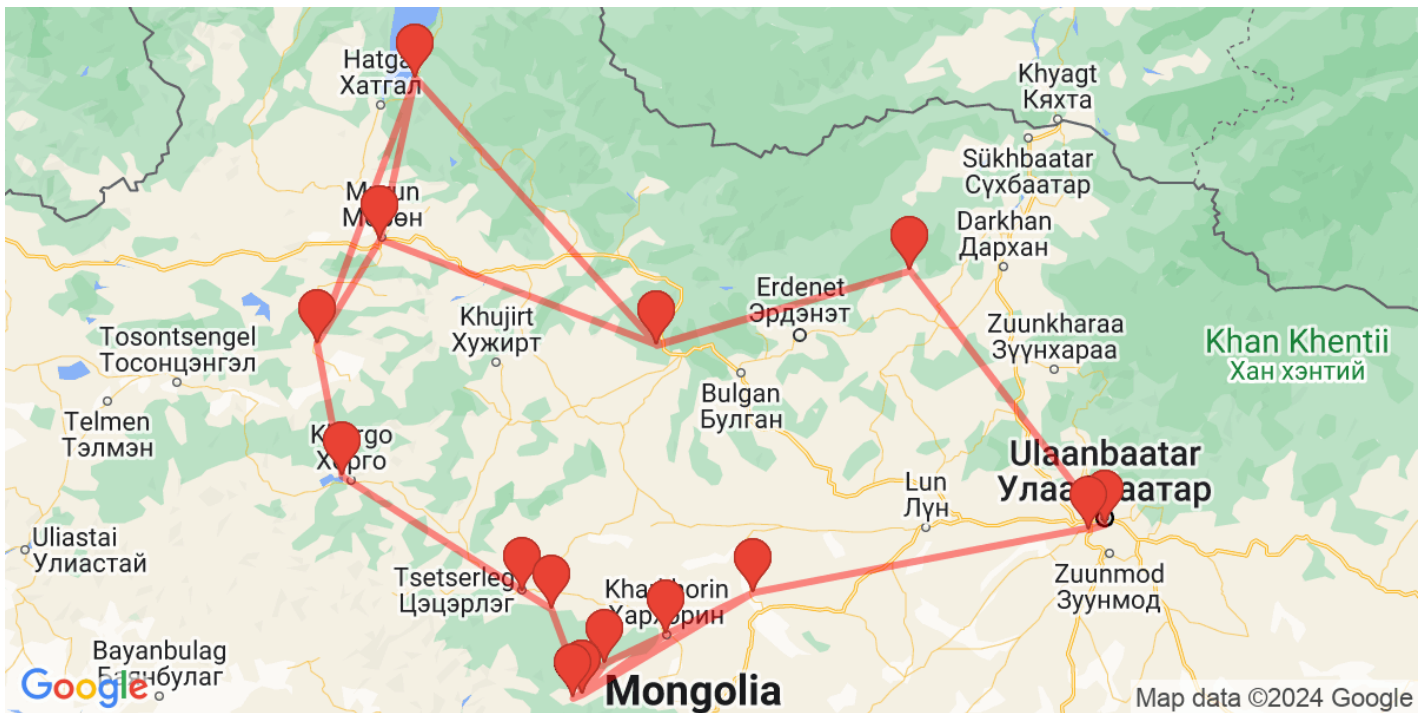 Хатгал
Khyagt
Кяхта
Sükhbaatar
Сүхбаатар
Darkhan
Дархан
Erdenet
Эрдэнэт
Khujirt
Хужирт
Zuunkharaa
Зүүнхараа
Tosontsengel
Тосонцэнгэл
Khan Khentii
Хан хэнтий
Bulgan
Булган
Telmen
Тэлмэн
Ulaanbaatar
Lun
Лүн
Uliastai
Улиастай
Tsetserleg
Цэцэрлэг
Zuunmod
Зуунмод
Bayanbulag
Mongolia
Google
Map data ©2024 Google